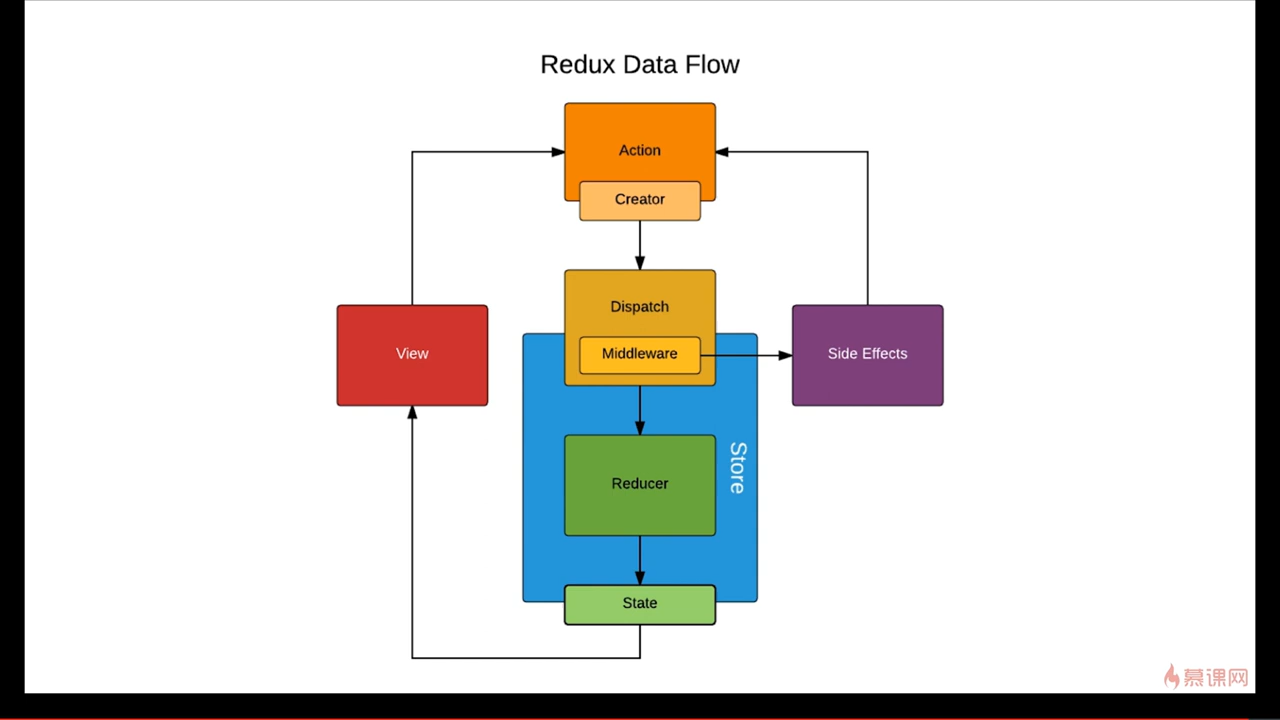 Redux Data Flow
Action
Creator
Dispatch
Middleware
View
Side Effects
Store
Reducer
State
慕课网